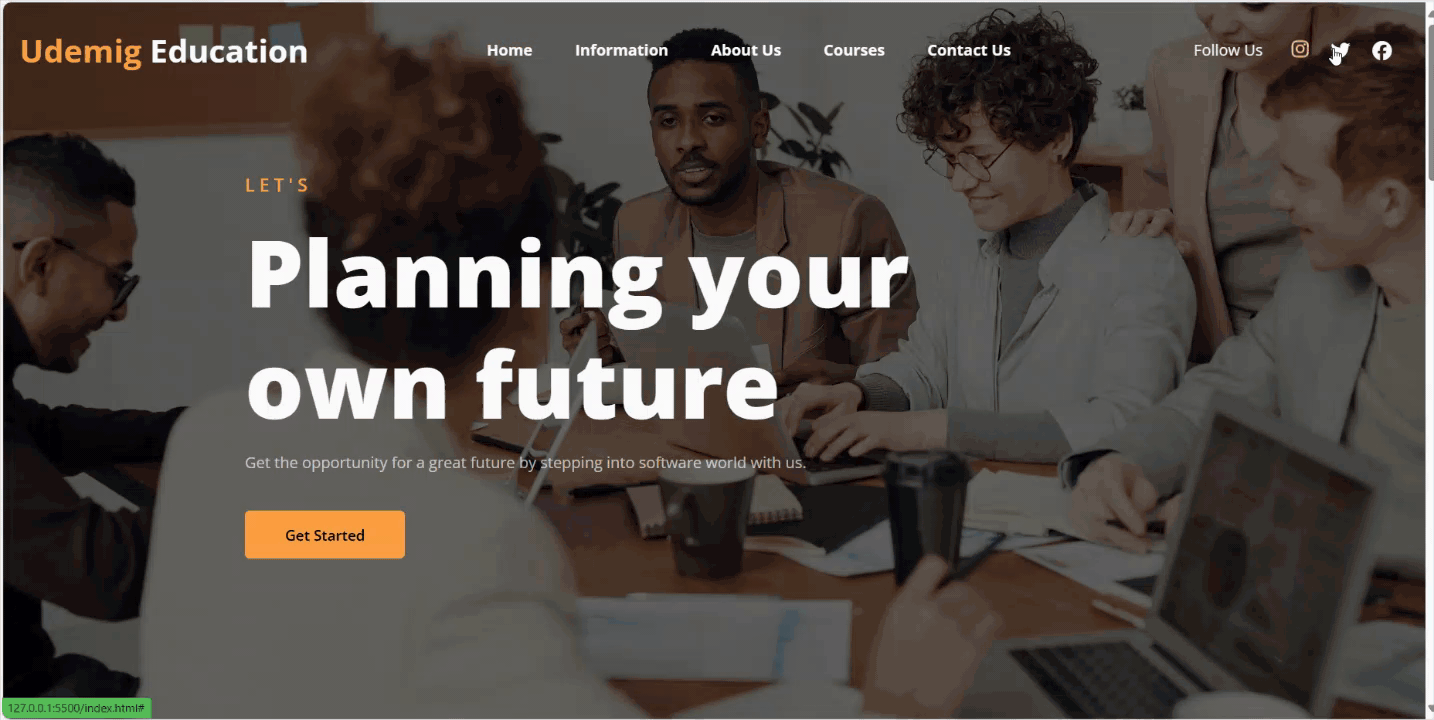 Udemig Education
Home Information About Us Courses Contact Us
Follow Us
LET'S
Planning your
own future
Get the opportunity for a great future by stepping into software world with us.
Get Started
127.0.0.1:5500/index.html#